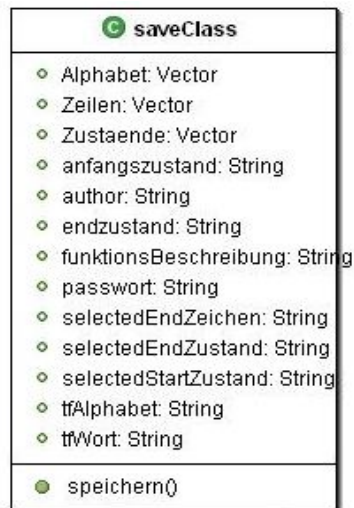 C saveClass
Alphabet: Vector
Zeilen: Vector
Zustaende: Vector
anfangszustand: String
author: String
endzustand: String
funktionsBeschreibung: String
passwort: String
selectedEndZeichen: String
selectedEndZustand: String
selectedStartZustand: String
tfAlphabet: String
tfWort: String
speichern()